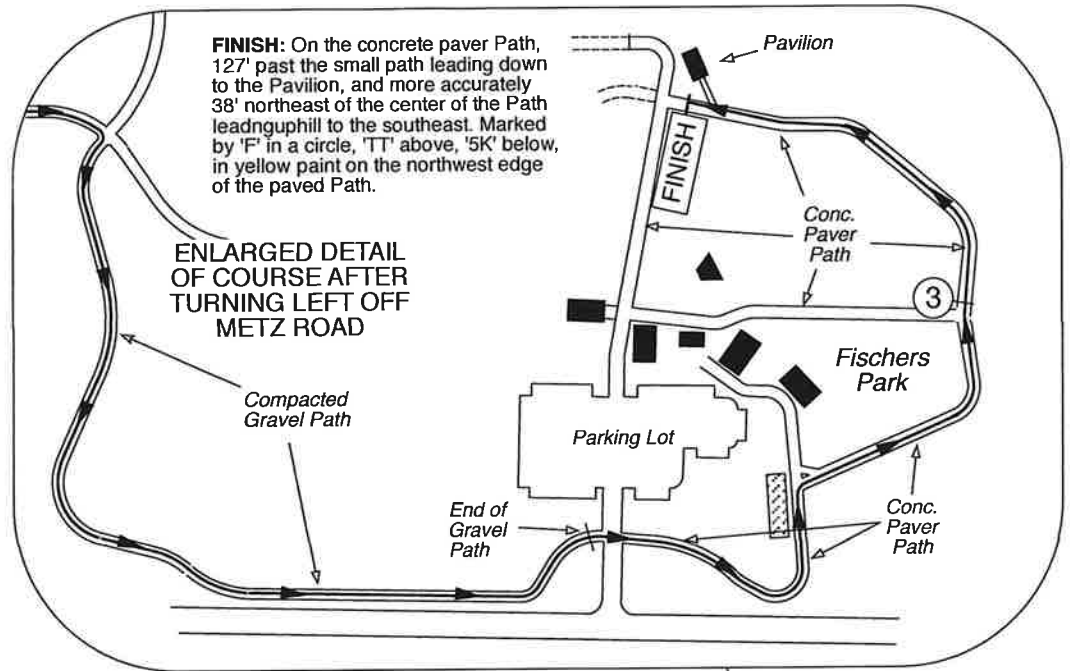 FINISH: On the concrete paver Path,
127' past the small path leading down
to the Pavilion, and more accurately
38' northeast of the center of the Path
leadnguphill to the southeast. Marked
by 'F' in a circle, 'TT' above, '5K' below,
in yellow paint on the northwest edge
of the paved Path.
Pavilion
FINISH
ENLARGED DETAIL
OF COURSE AFTER
TURNING LEFT OFF
METZ ROAD
Conc.
Paver
Path
3
Fischers
Park
Compacted
Gravel Path
Parking Lot
End of
Gravel
Path
Conc.
Paver
Path